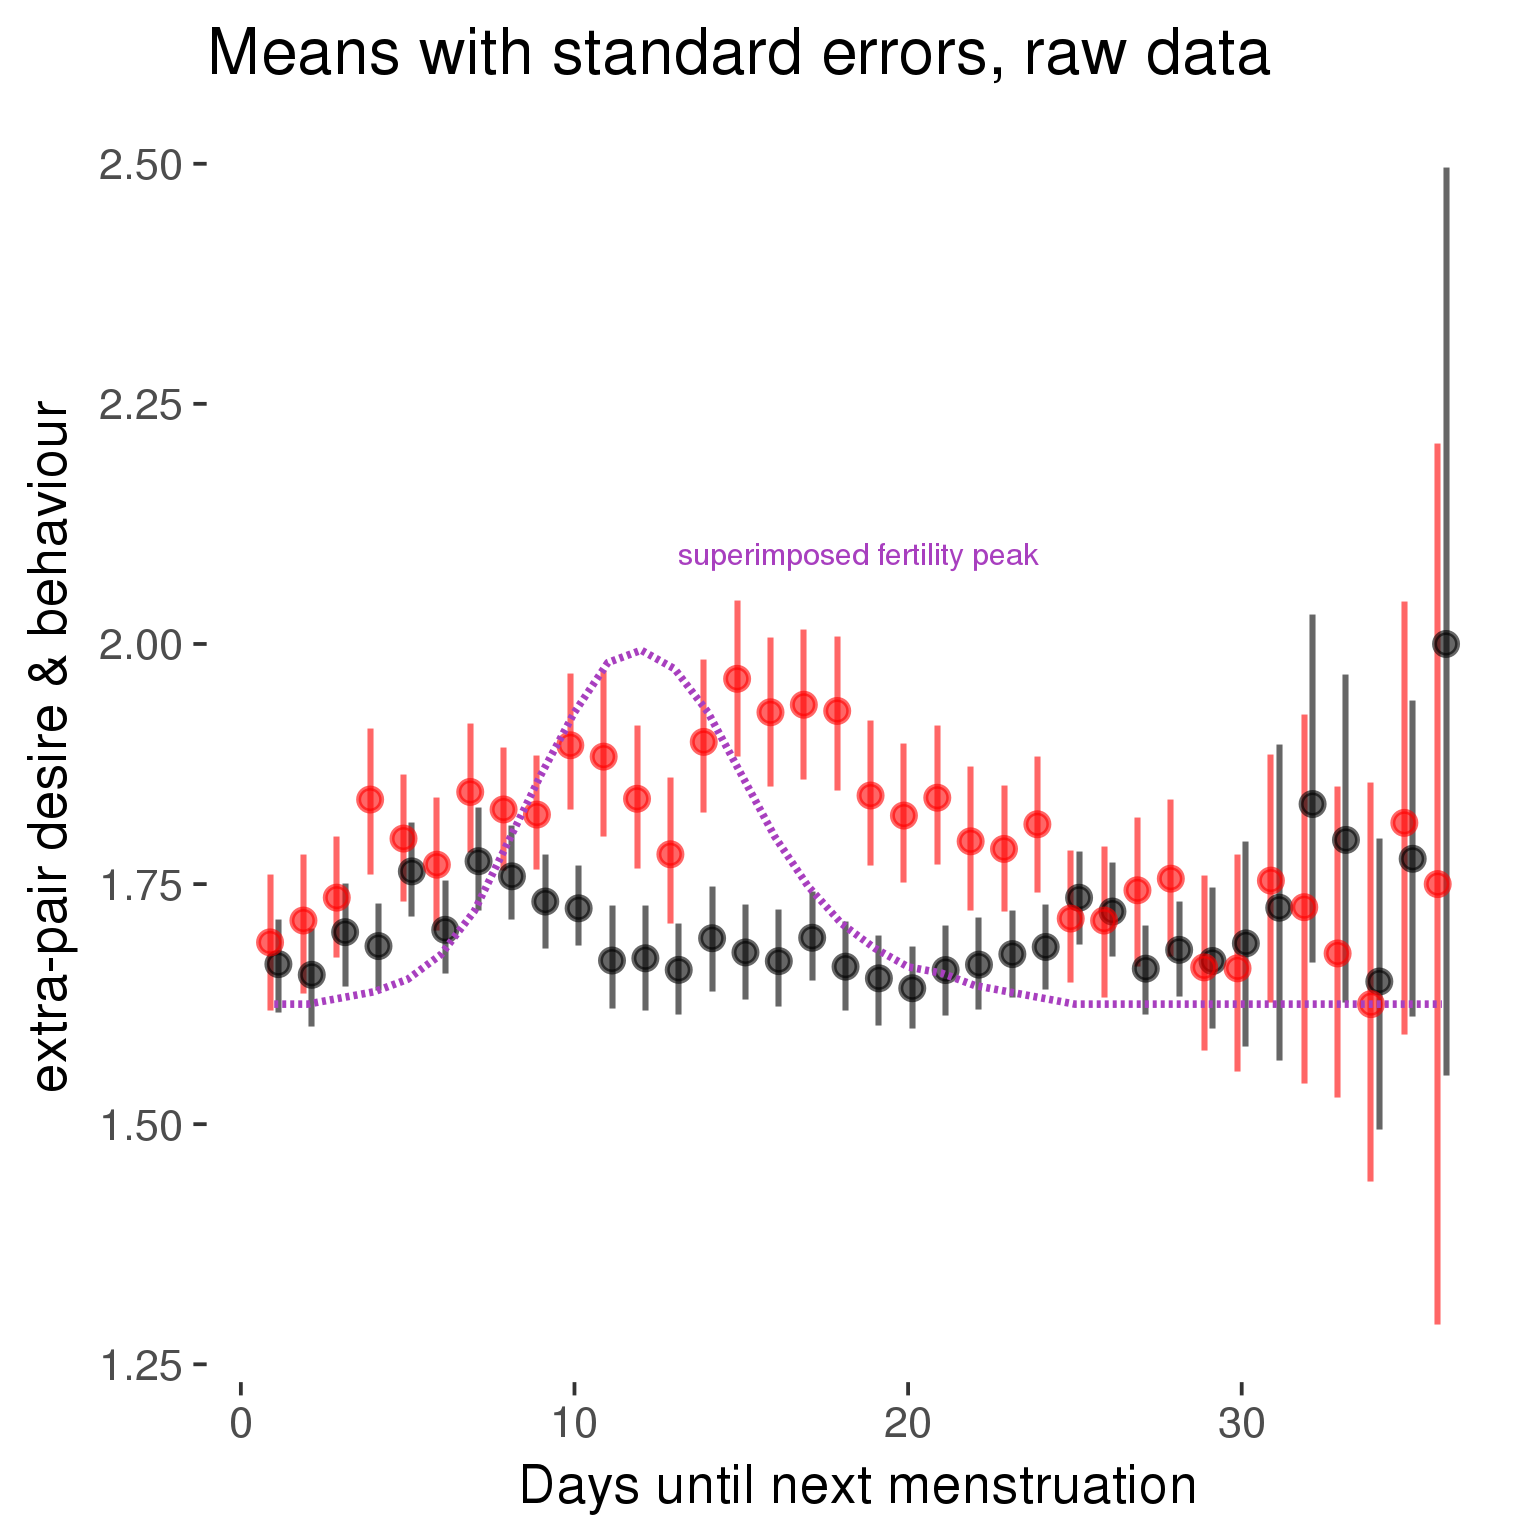 Means with standard errors, raw data
extra-pair desire & behaviour
2.50
2.25
2.00
1.75
1.50
1.25
superimposed fertility peak
0
10
20
30
Days until next menstruation